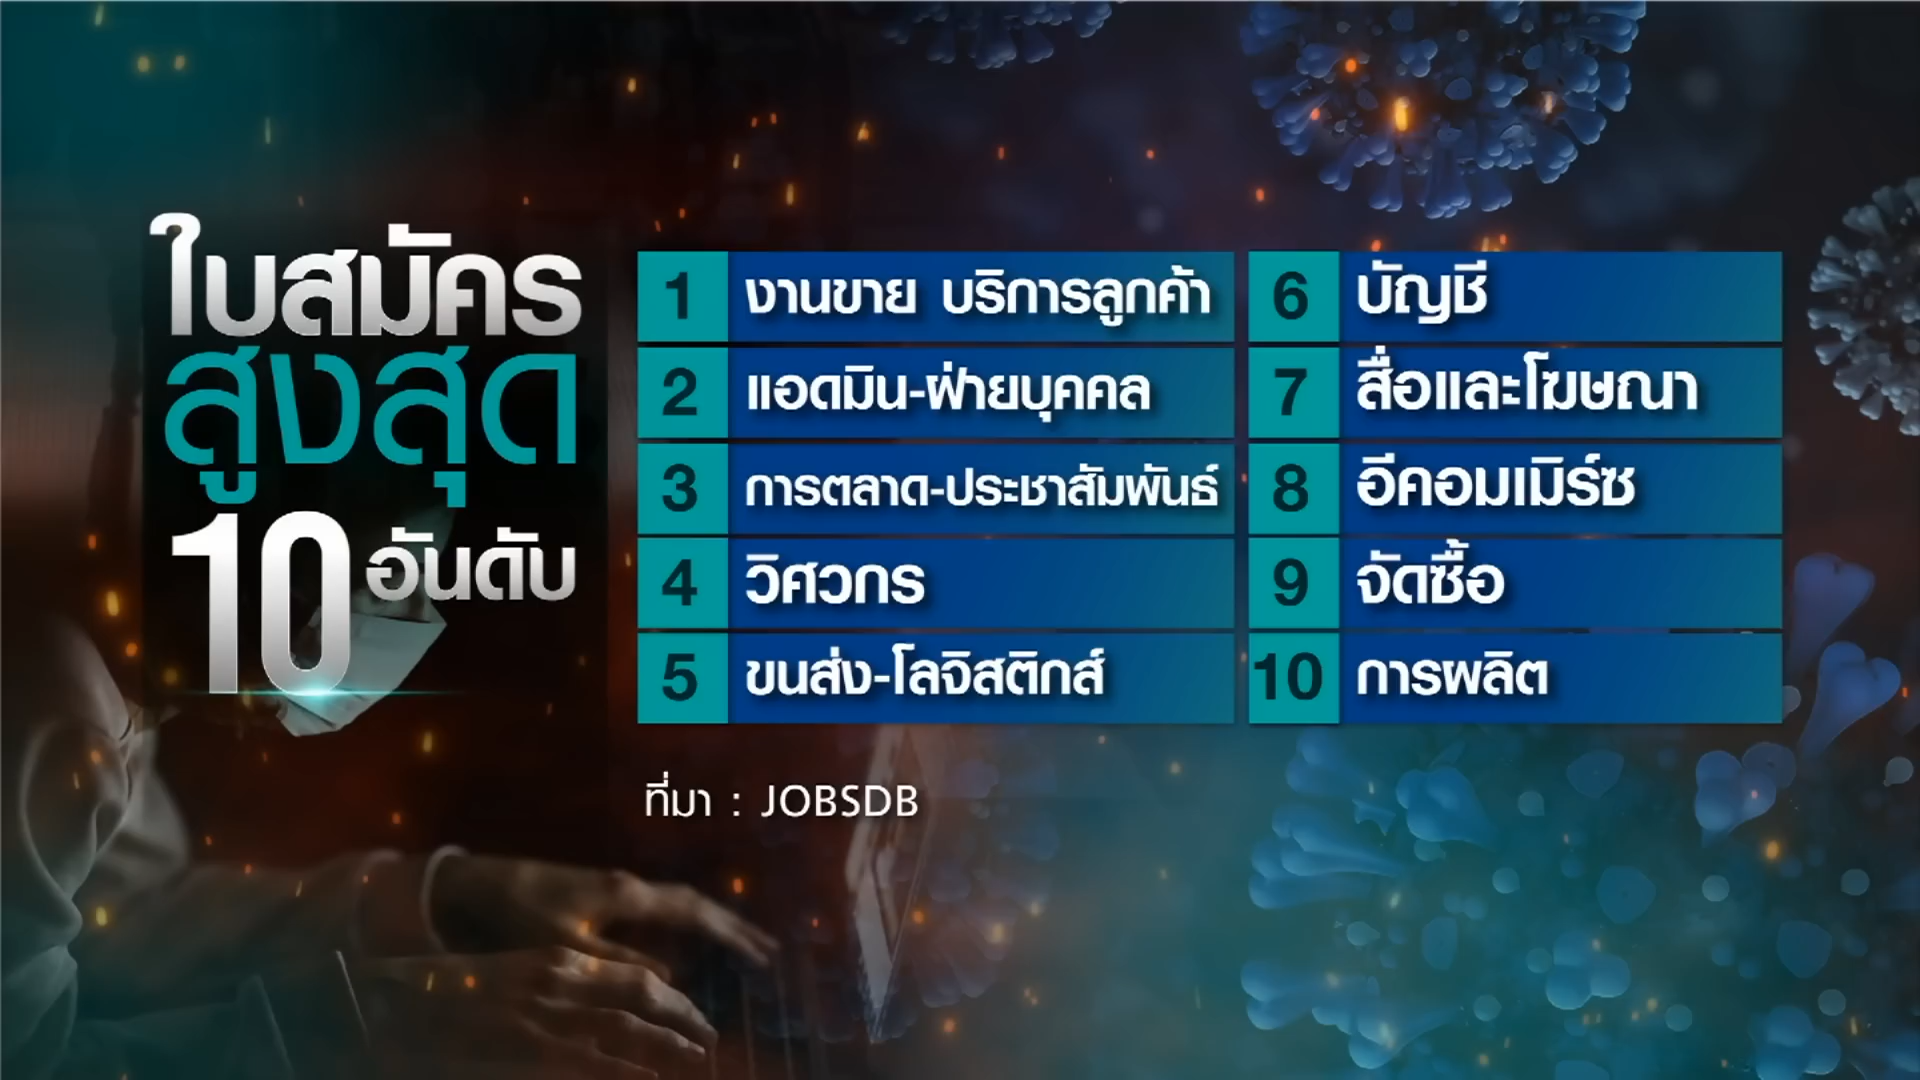 ใบสมัคร
สูงสุด
10 อันดับ
1 งานขาย บริการลูกค้า
2 แอดมิน-ฝ่ายบุคคล
3 การตลาด-ประชาสัมพันธ์
4 วิศวกร
5 ขนส่ง-โลจิสติกส์
6 บัญชี
7 สื่อและโฆษณา
8 อีคอมเมิร์ซ
9 จัดซื้อ
10 การผลิต
ที่มา : JOBSDB